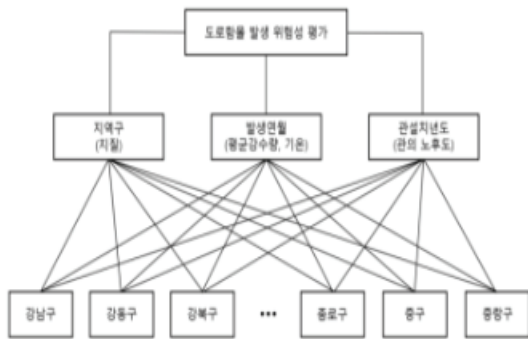 도로함몰 발생 위험성 평가
지역구
(지질)
발생연월
(평균강수량, 기온)
관설치년도
(관의 노후도)
강남구
강동구
강북구
•••
종로구
중구
중랑구